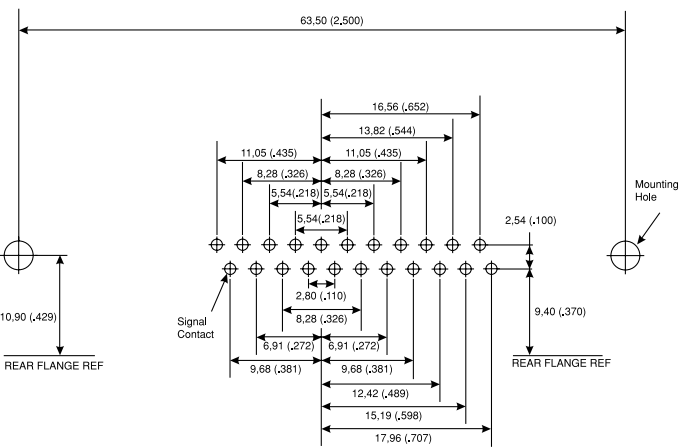 63,50 (2.500)
16,56 (.652)
13,82 (.544)
11,05 (.435) 11,05 (.435)
8,28 (.326) 8,28 (.326)
5,54(.218) 5,54(.218)
5,54(.218)
Mounting
Hole
2,54 (.100)
2,80 (.110)
8,28 (.326)
6,91 (.272) 6,91 (.272)
9,68 (.381) 9,68 (.381)
12,42 (.489)
15,19 (.598)
17,96 (.707)
Signal
Contact
10,90 (.429)
REAR FLANGE REF
9,40 (.370)
REAR FLANGE REF